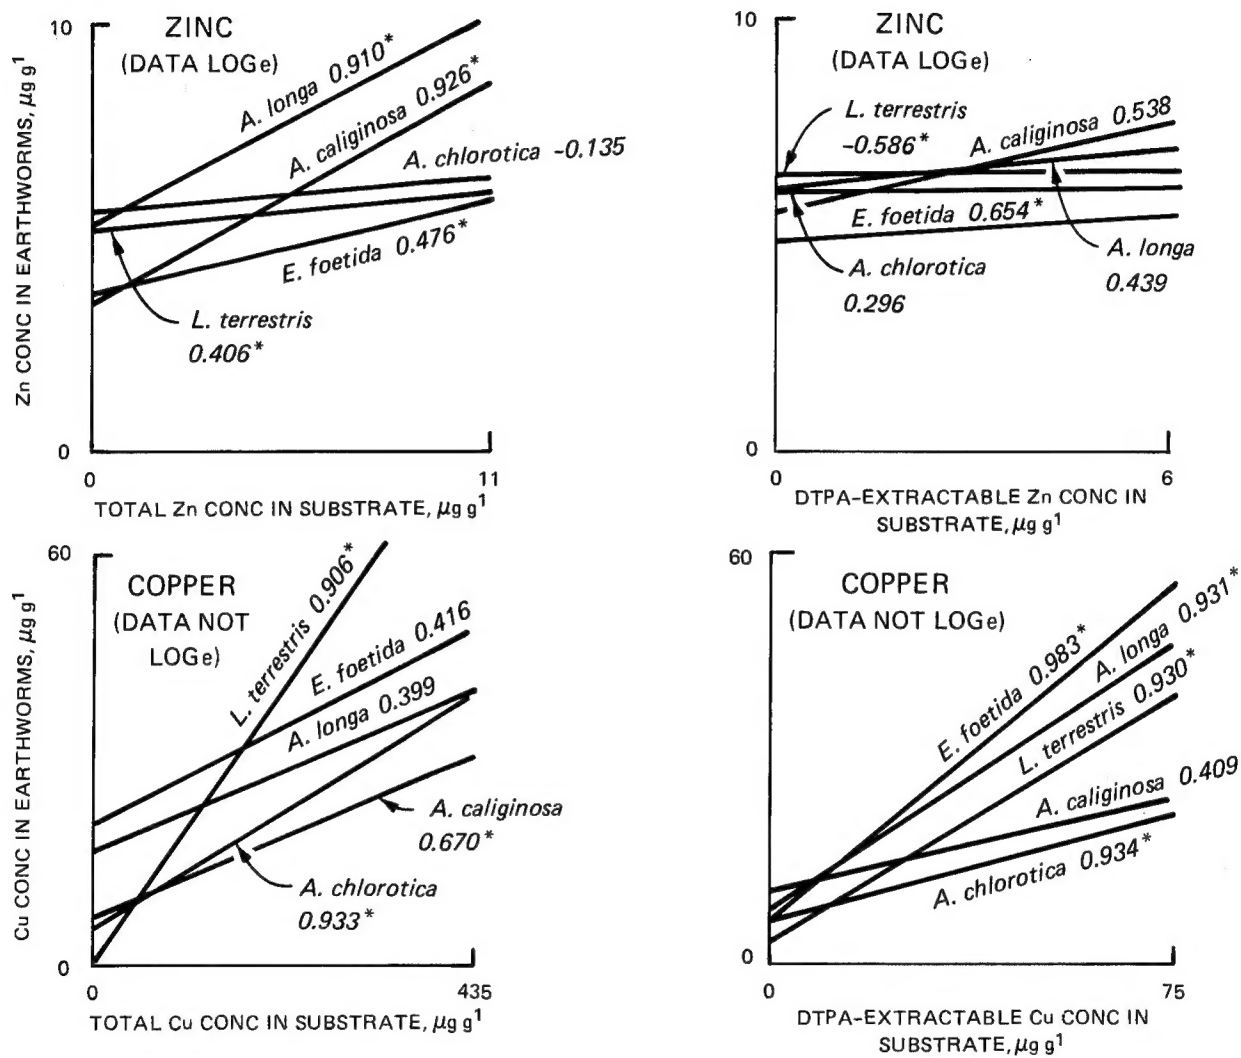 10
ZINC
(DATA LOGe)
A. longa 0.910*
A. caliginosa 0.926*
A. chlorotica -0.135
E. foetida 0.476*
L. terrestris
0.406*
Zn CONC IN EARTHWORMS, μg g1
0
0
11
TOTAL Zn CONC IN SUBSTRATE, μg g1
10
ZINC
(DATA LOGe)
L. terrestris
-0.586*
A. caliginosa 0.538
E. foetida 0.654*
A. chlorotica
0.296
A. longa
0.439
0
0
6
DTPA-EXTRACTABLE Zn CONC IN
SUBSTRATE, μg g1
60
COPPER
(DATA NOT
LOGe)
L. terrestris 0.906*
E. foetida 0.416
A. longa 0.399
A. caliginosa
0.670*
A. chlorotica
0.933*
Cu CONC IN EARTHWORMS, μg g1
0
0
435
TOTAL Cu CONC IN SUBSTRATE, μg g1
60
COPPER
(DATA NOT LOGe)
E. foetida 0.983*
A. longa 0.931*
L. terrestris 0.930*
A. caliginosa 0.409
A. chlorotica 0.934*
0
0
75
DTPA-EXTRACTABLE Cu CONC IN
SUBSTRATE, μg g1